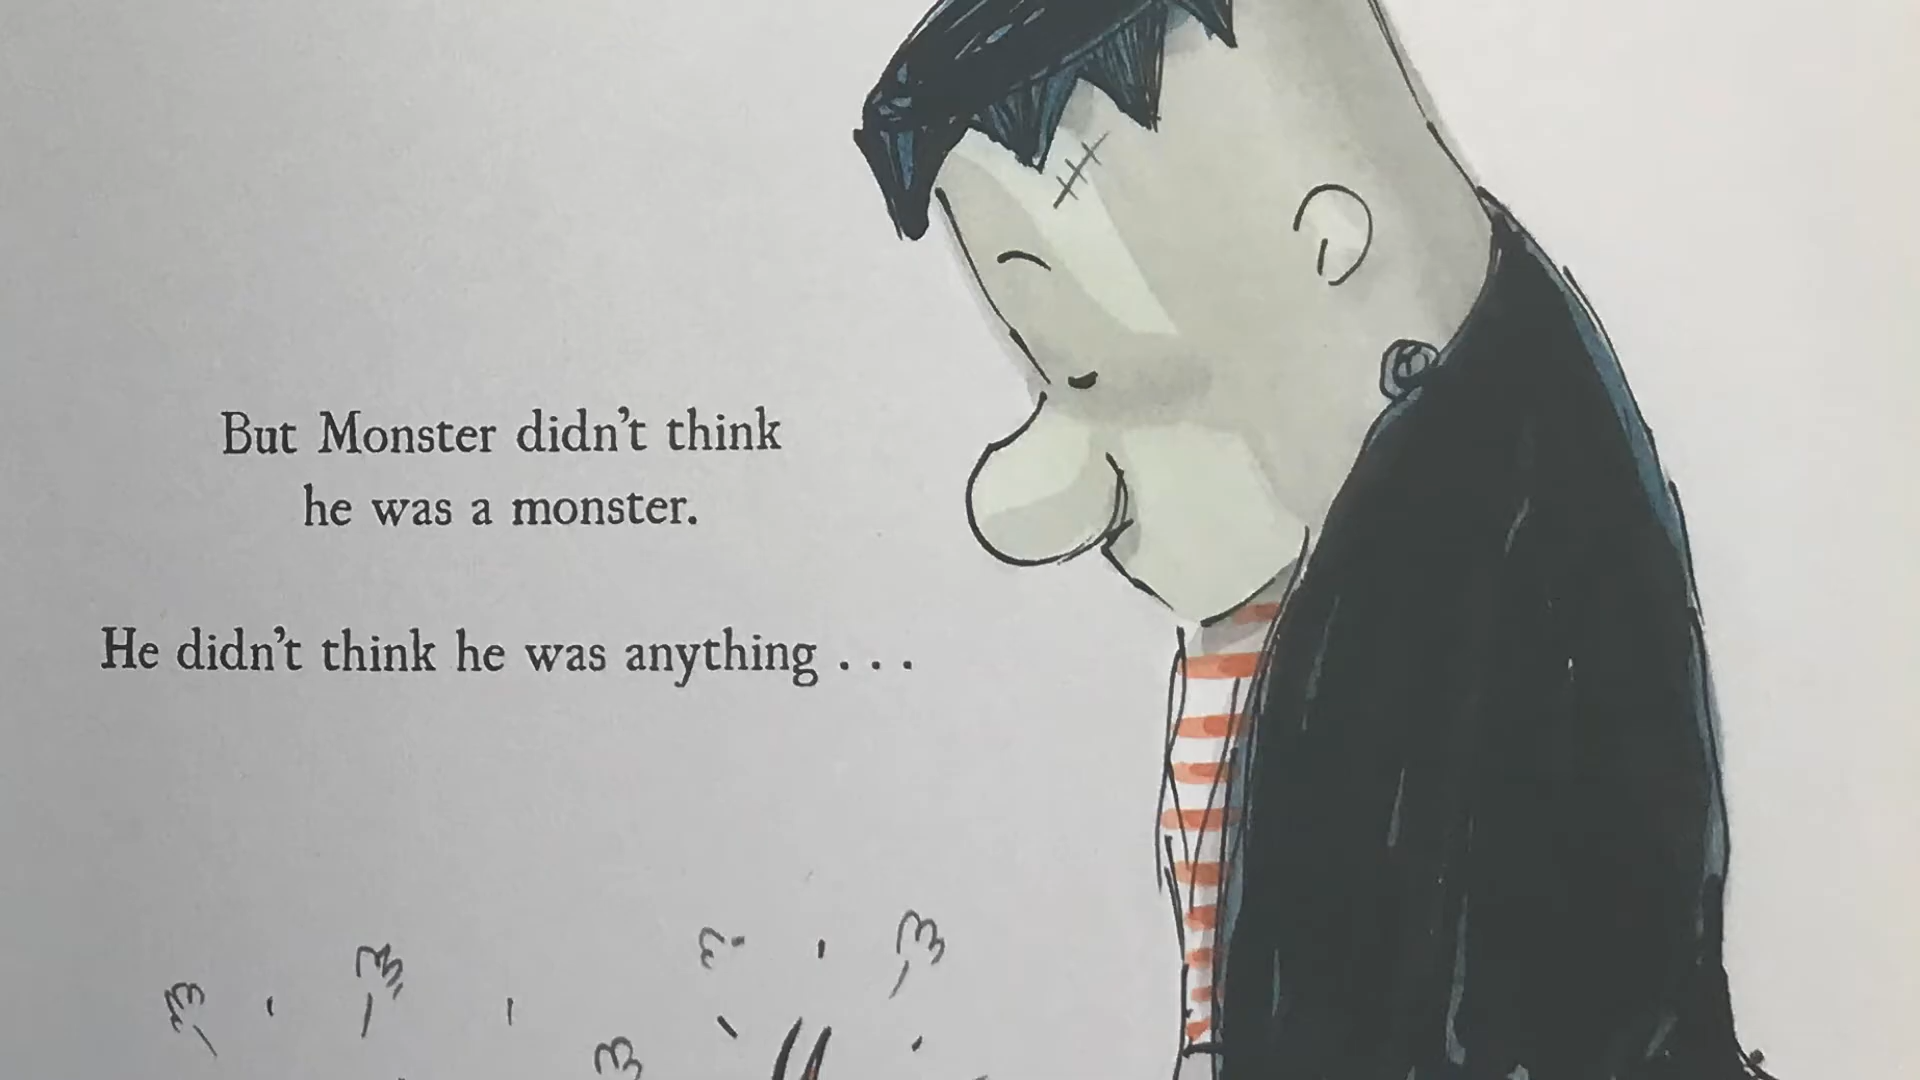 But Monster didn't think
he was a monster.
He didn't think he was anything . . .